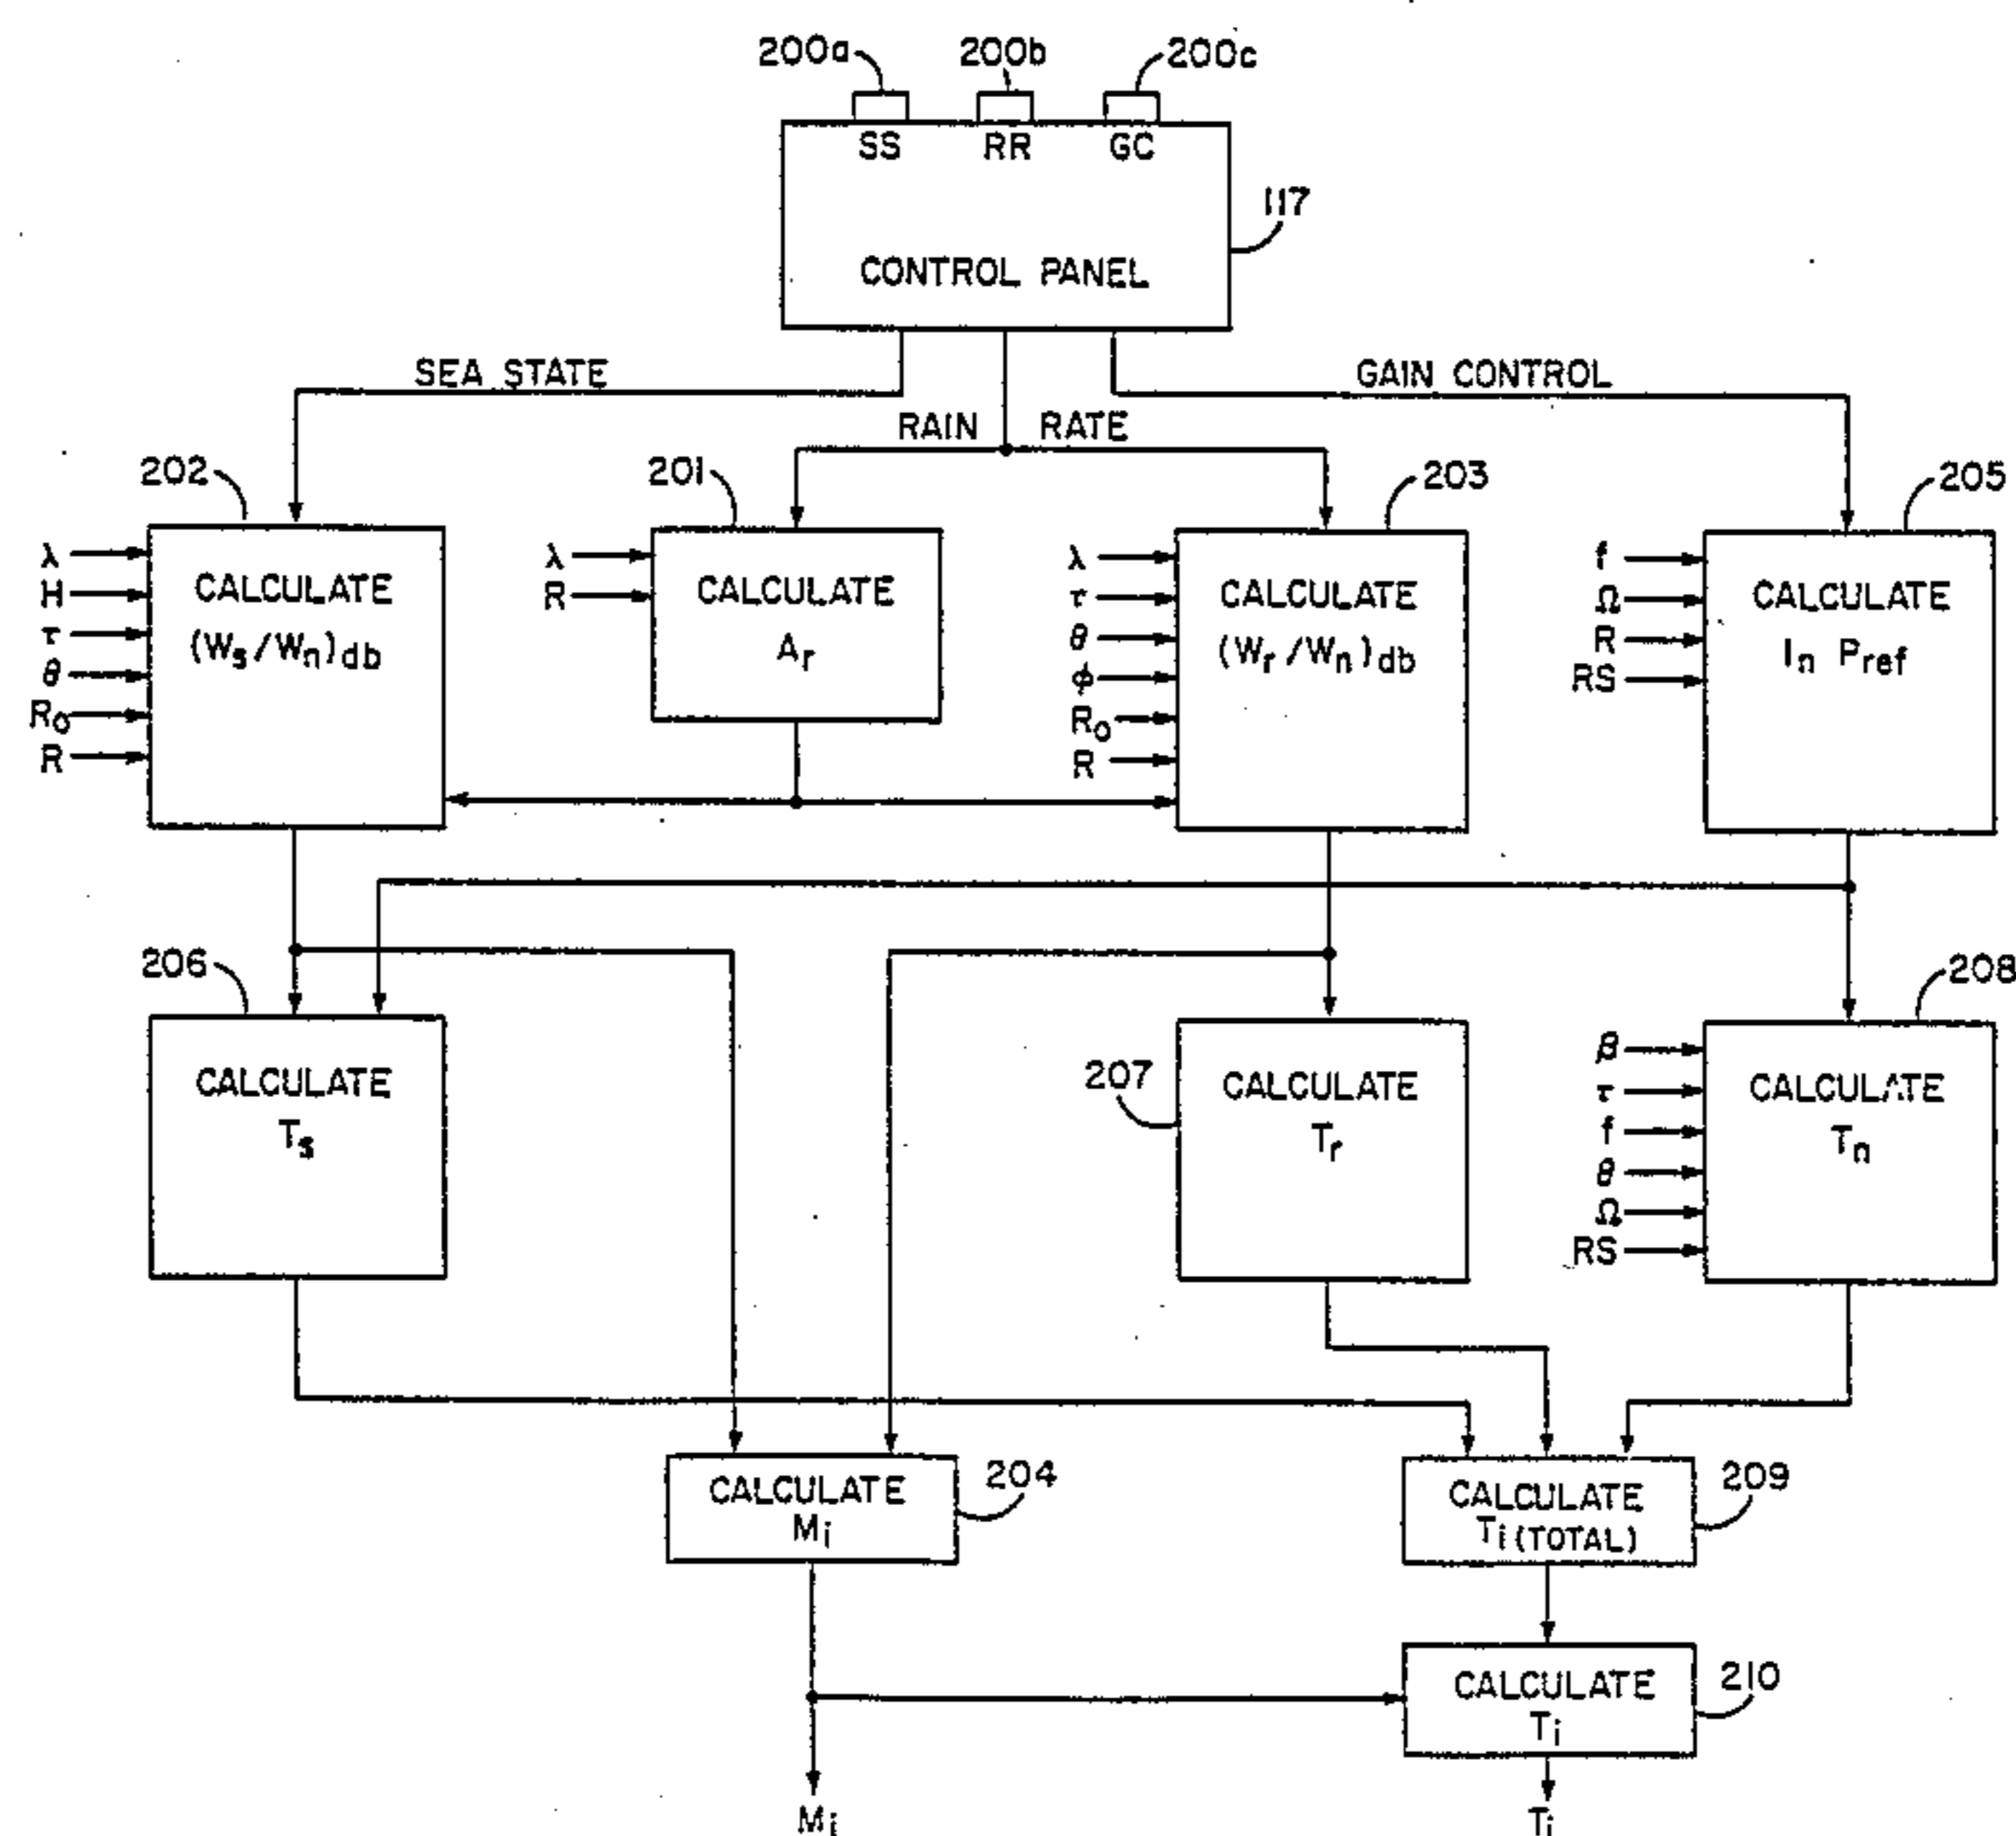 200a 200b 200c
SS RR GC
117
CONTROL PANEL
SEA STATE
GAIN CONTROL
RAIN RATE
202
201
203
205
λ
H
τ
θ
R₀
R
CALCULATE
(Wₛ/Wₙ)db
λ
R
CALCULATE
Aᵣ
λ
τ
θ
ϕ
R₀
R
CALCULATE
(Wᵣ/Wₙ)db
f
Ω
R
RS
CALCULATE
Iₙ Pref
206
CALCULATE
Tₛ
207
CALCULATE
Tᵣ
208
β
τ
f
θ
Ω
RS
CALCULATE
Tₙ
204
CALCULATE
Mᵢ
209
CALCULATE
Tᵢ (TOTAL)
210
CALCULATE
Tᵢ
Mᵢ
Tᵢ